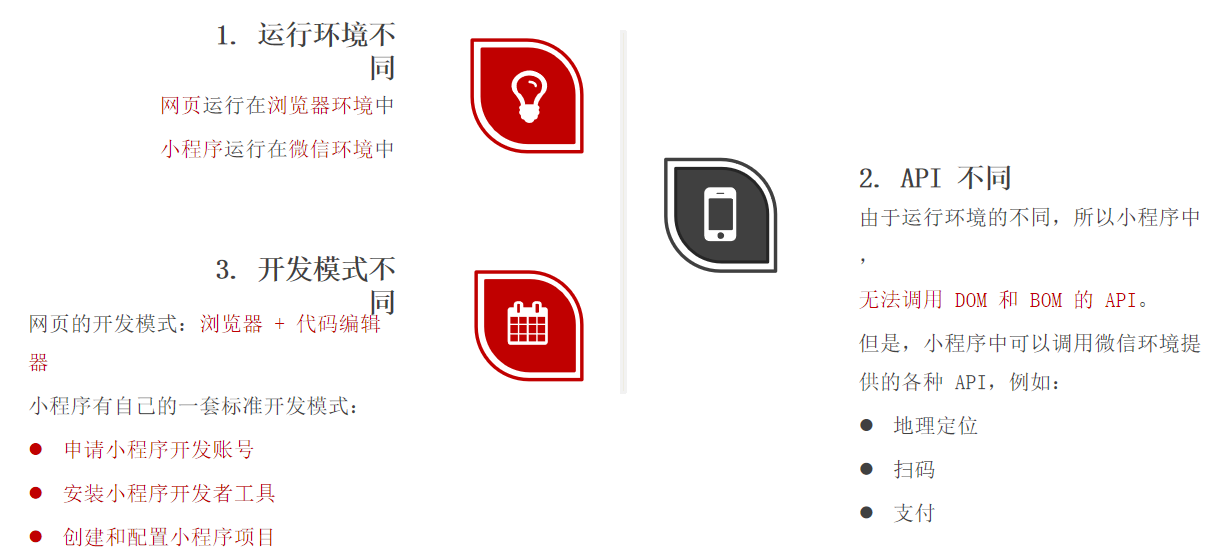 1. 运行环境不
同
网页运行在浏览器环境中
小程序运行在微信环境中
2. API 不同
由于运行环境的不同，所以小程序中
，
无法调用 DOM 和 BOM 的 API。
但是，小程序中可以调用微信环境提
供的各种 API，例如：
● 地理定位
● 扫码
● 支付
3. 开发模式不
同
网页的开发模式：浏览器 + 代码编辑
器
小程序有自己的一套标准开发模式：
● 申请小程序开发账号
● 安装小程序开发者工具
● 创建和配置小程序项目